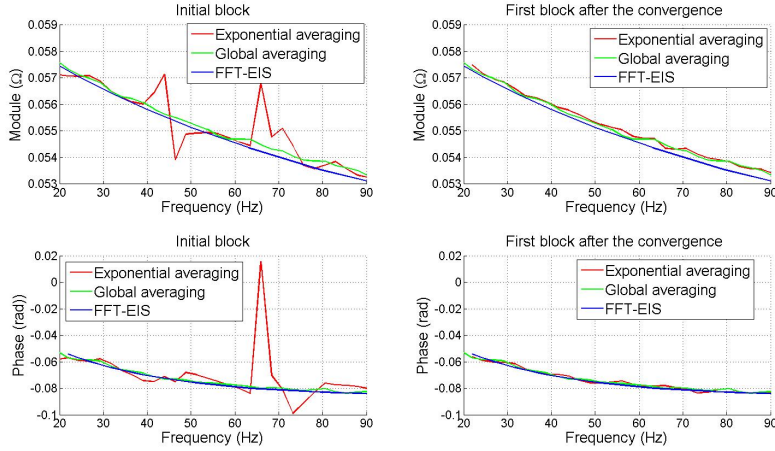 Initial block
0.059
0.058
0.057
0.056
0.055
0.054
0.053
Module (Ω)
Exponential averaging
Global averaging
FFT-EIS
20 30 40 50 60 70 80 90
Frequency (Hz)
First block after the convergence
0.059
0.058
0.057
0.056
0.055
0.054
0.053
Module (Ω)
Exponential averaging
Global averaging
FFT-EIS
20 30 40 50 60 70 80 90
Frequency (Hz)
Initial block
0.02
0
-0.02
-0.04
-0.06
-0.08
-0.1
Phase (rad))
Exponential averaging
Global averaging
FFT-EIS
20 30 40 50 60 70 80 90
Frequency (Hz)
First block after the convergence
0.02
0
-0.02
-0.04
-0.06
-0.08
-0.1
Phase (rad)
Exponential averaging
Global averaging
FFT-EIS
20 30 40 50 60 70 80 90
Frequency (Hz)